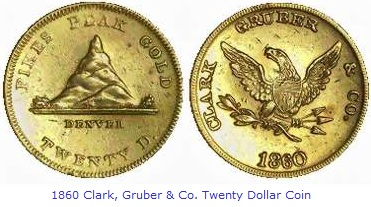 PIKES PEAK GOLD
DENVER
TWENTY D.
CLARK GRUBER & CO.
1860
1860 Clark, Gruber & Co. Twenty Dollar Coin